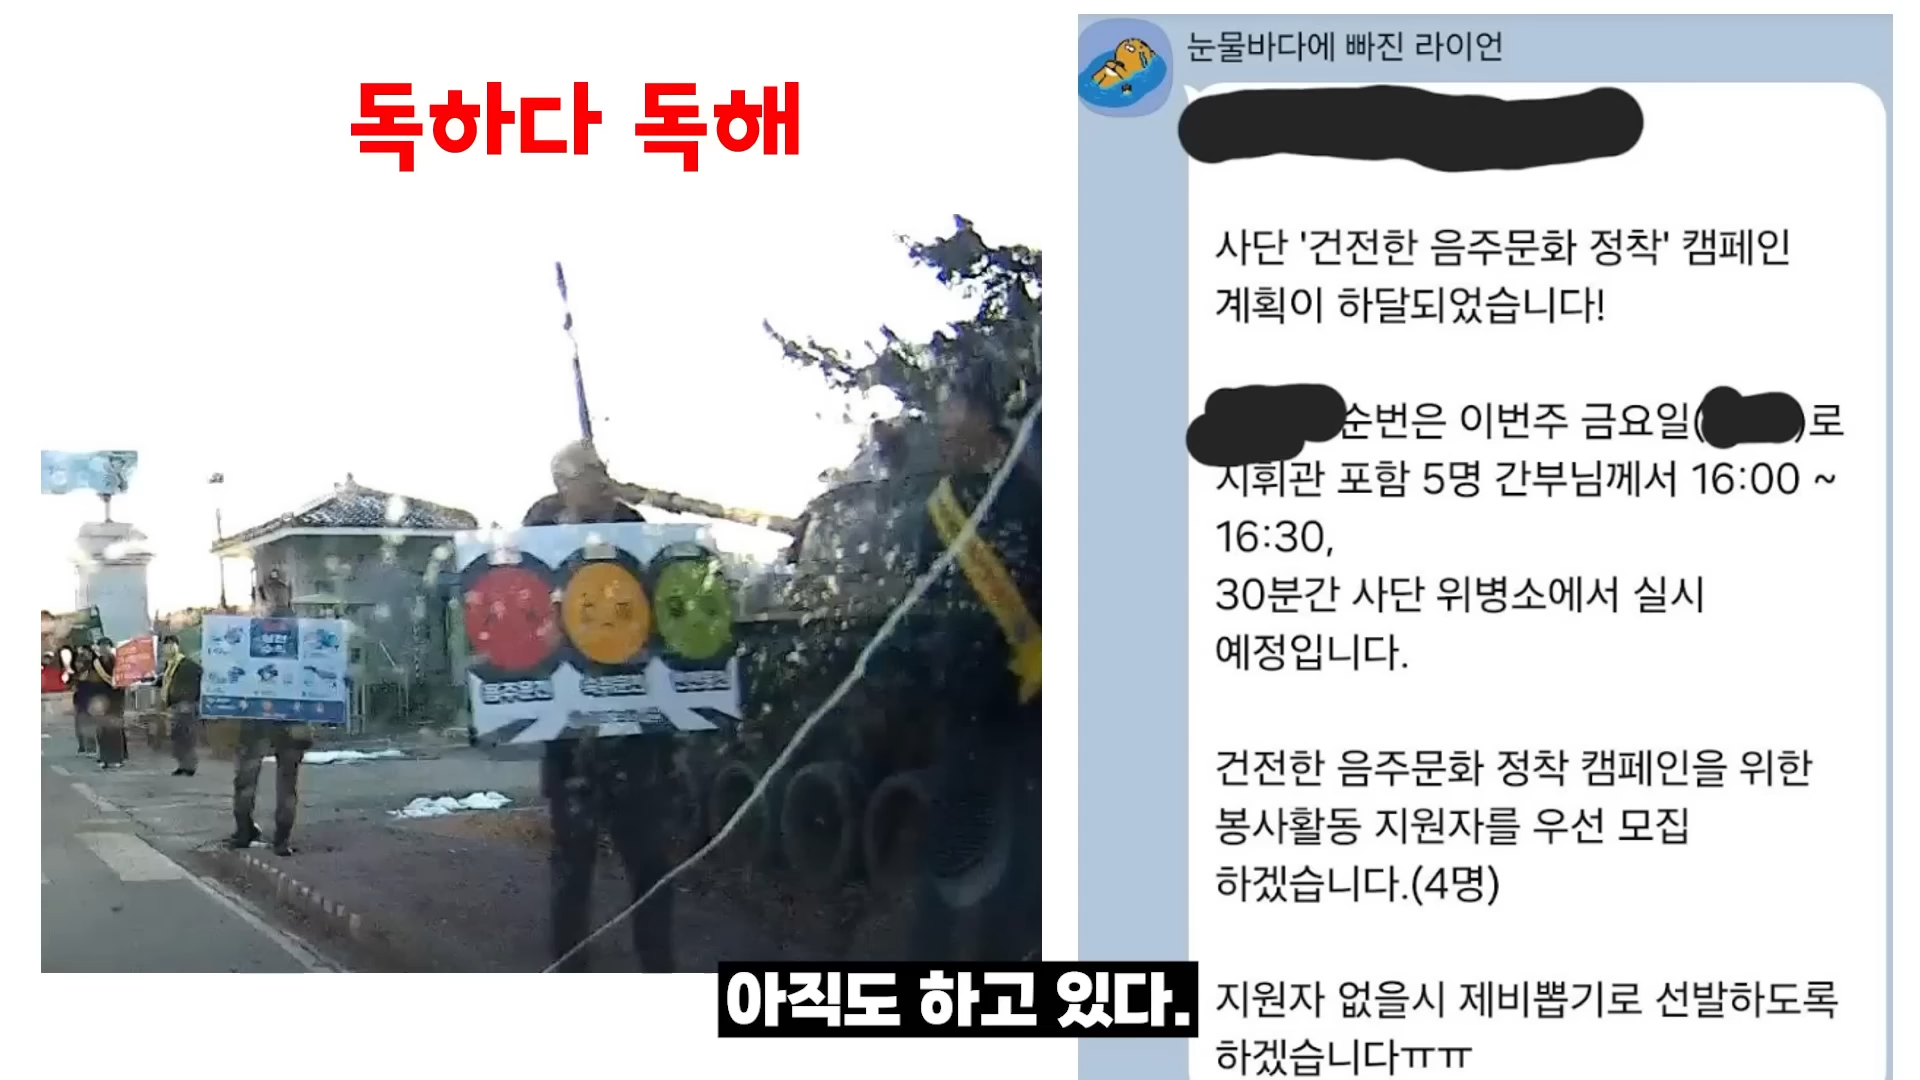 독하다 독해
눈물바다에 빠진 라이언
사단 '건전한 음주문화 정착' 캠페인
계획이 하달되었습니다!
순번은 이번주 금요일( )로
지휘관 포함 5명 간부님께서 16:00 ~
16:30,
30분간 사단 위병소에서 실시
예정입니다.
건전한 음주문화 정착 캠페인을 위한
봉사활동 지원자를 우선 모집
하겠습니다.(4명)
지원자 없을시 제비뽑기로 선발하도록
하겠습니다ㅠㅠ
음주운전
아직도 하고 있다.